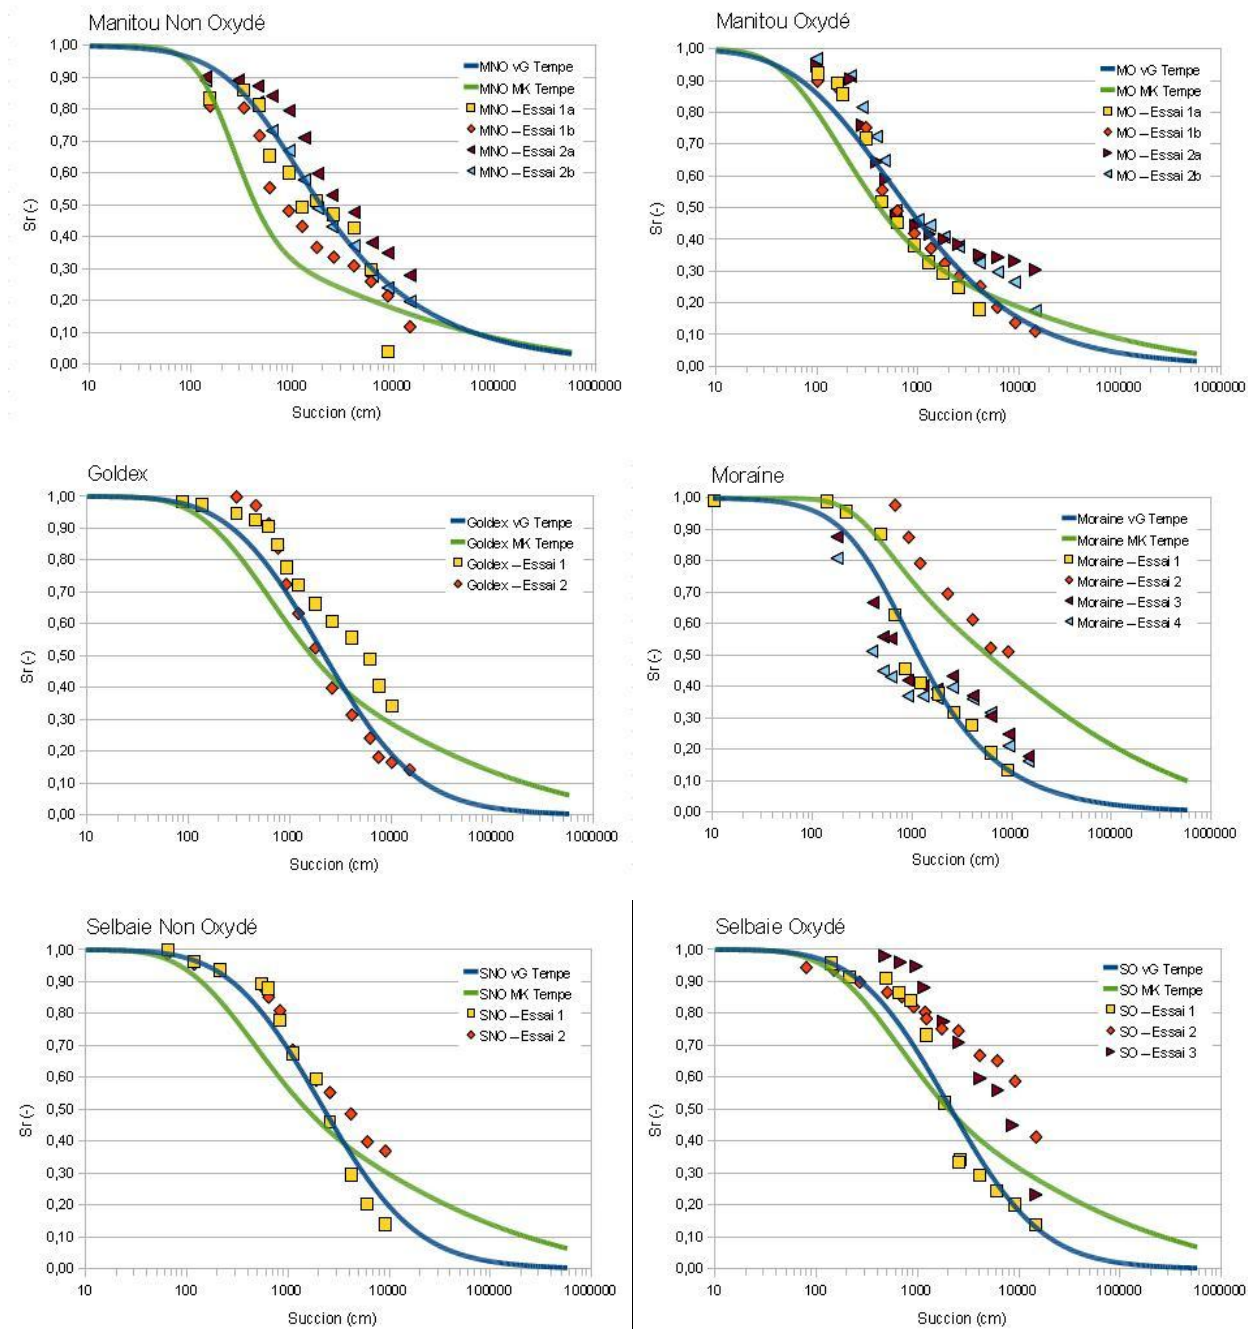 Manitou Non Oxydé
1,00
0,90
0,80
0,70
0,60
0,50
0,40
0,30
0,20
0,10
0,00
Sr (-)
10 100 1000 10000 100000 1000000
Succion (cm)
MNO vG Tempe
MNO MK Tempe
MNO – Essai 1a
MNO – Essai 1b
MNO – Essai 2a
MNO – Essai 2b
Manitou Oxydé
1,00
0,90
0,80
0,70
0,60
0,50
0,40
0,30
0,20
0,10
0,00
Sr (-)
10 100 1000 10000 100000 1000000
Succion (cm)
MO vG Tempe
MO MK Tempe
MO – Essai 1a
MO – Essai 1b
MO – Essai 2a
MO – Essai 2b
Goldex
1,00
0,90
0,80
0,70
0,60
0,50
0,40
0,30
0,20
0,10
0,00
Sr (-)
10 100 1000 10000 100000 1000000
Succion (cm)
Goldex vG Tempe
Goldex MK Tempe
Goldex – Essai 1
Goldex – Essai 2
Moraíne
1,00
0,90
0,80
0,70
0,60
0,50
0,40
0,30
0,20
0,10
0,00
Sr (-)
10 100 1000 10000 100000 1000000
Succion (cm)
Moraine vG Tempe
Moraine MK Tempe
Moraine – Essai 1
Moraine – Essai 2
Moraine – Essai 3
Moraine – Essai 4
Selbaie Non Oxydé
1,00
0,90
0,80
0,70
0,60
0,50
0,40
0,30
0,20
0,10
0,00
Sr (-)
10 100 1000 10000 100000 1000000
Succion (cm)
SNO vG Tempe
SNO MK Tempe
SNO – Essai 1
SNO – Essai 2
Selbaie Oxydé
1,00
0,90
0,80
0,70
0,60
0,50
0,40
0,30
0,20
0,10
0,00
Sr (-)
10 100 1000 10000 100000 1000000
Succion (cm)
SO vG Tempe
SO MK Tempe
SO – Essai 1
SO – Essai 2
SO – Essai 3